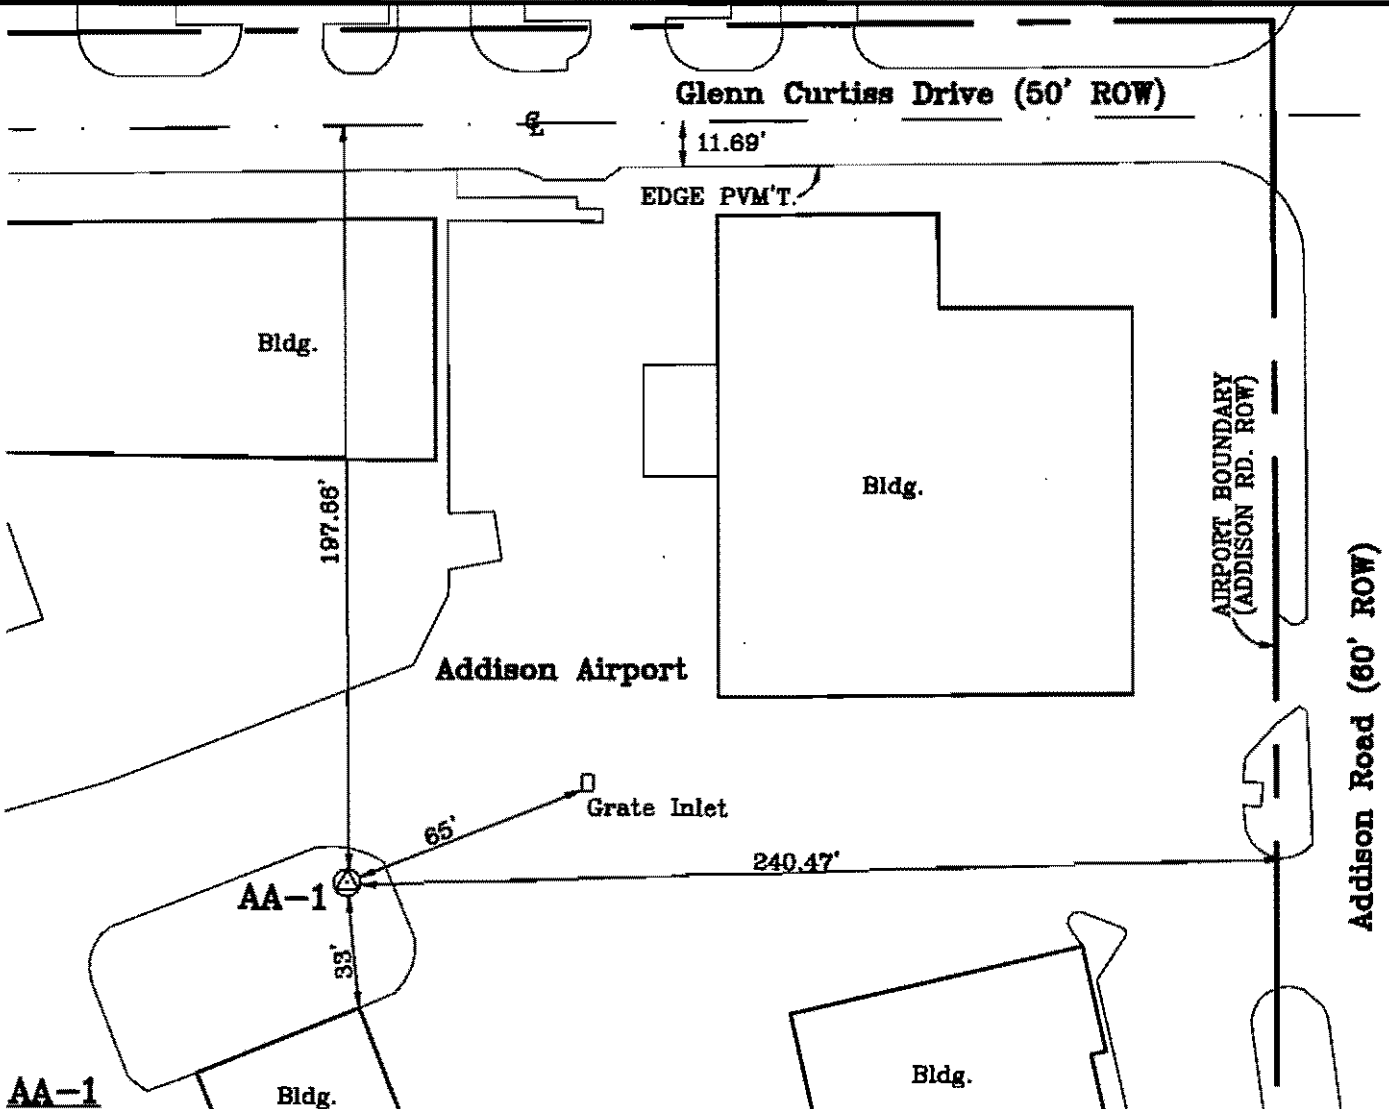 Glenn Curtiss Drive (50' ROW)
℄
11.69'
EDGE PVM'T.
Bldg.
Bldg.
197.66'
AIRPORT BOUNDARY
(ADDISON RD. ROW)
Addison Road (60' ROW)
Addison Airport
Grate Inlet
65'
240.47'
AA-1
33'
Bldg.
Bldg.
AA-1